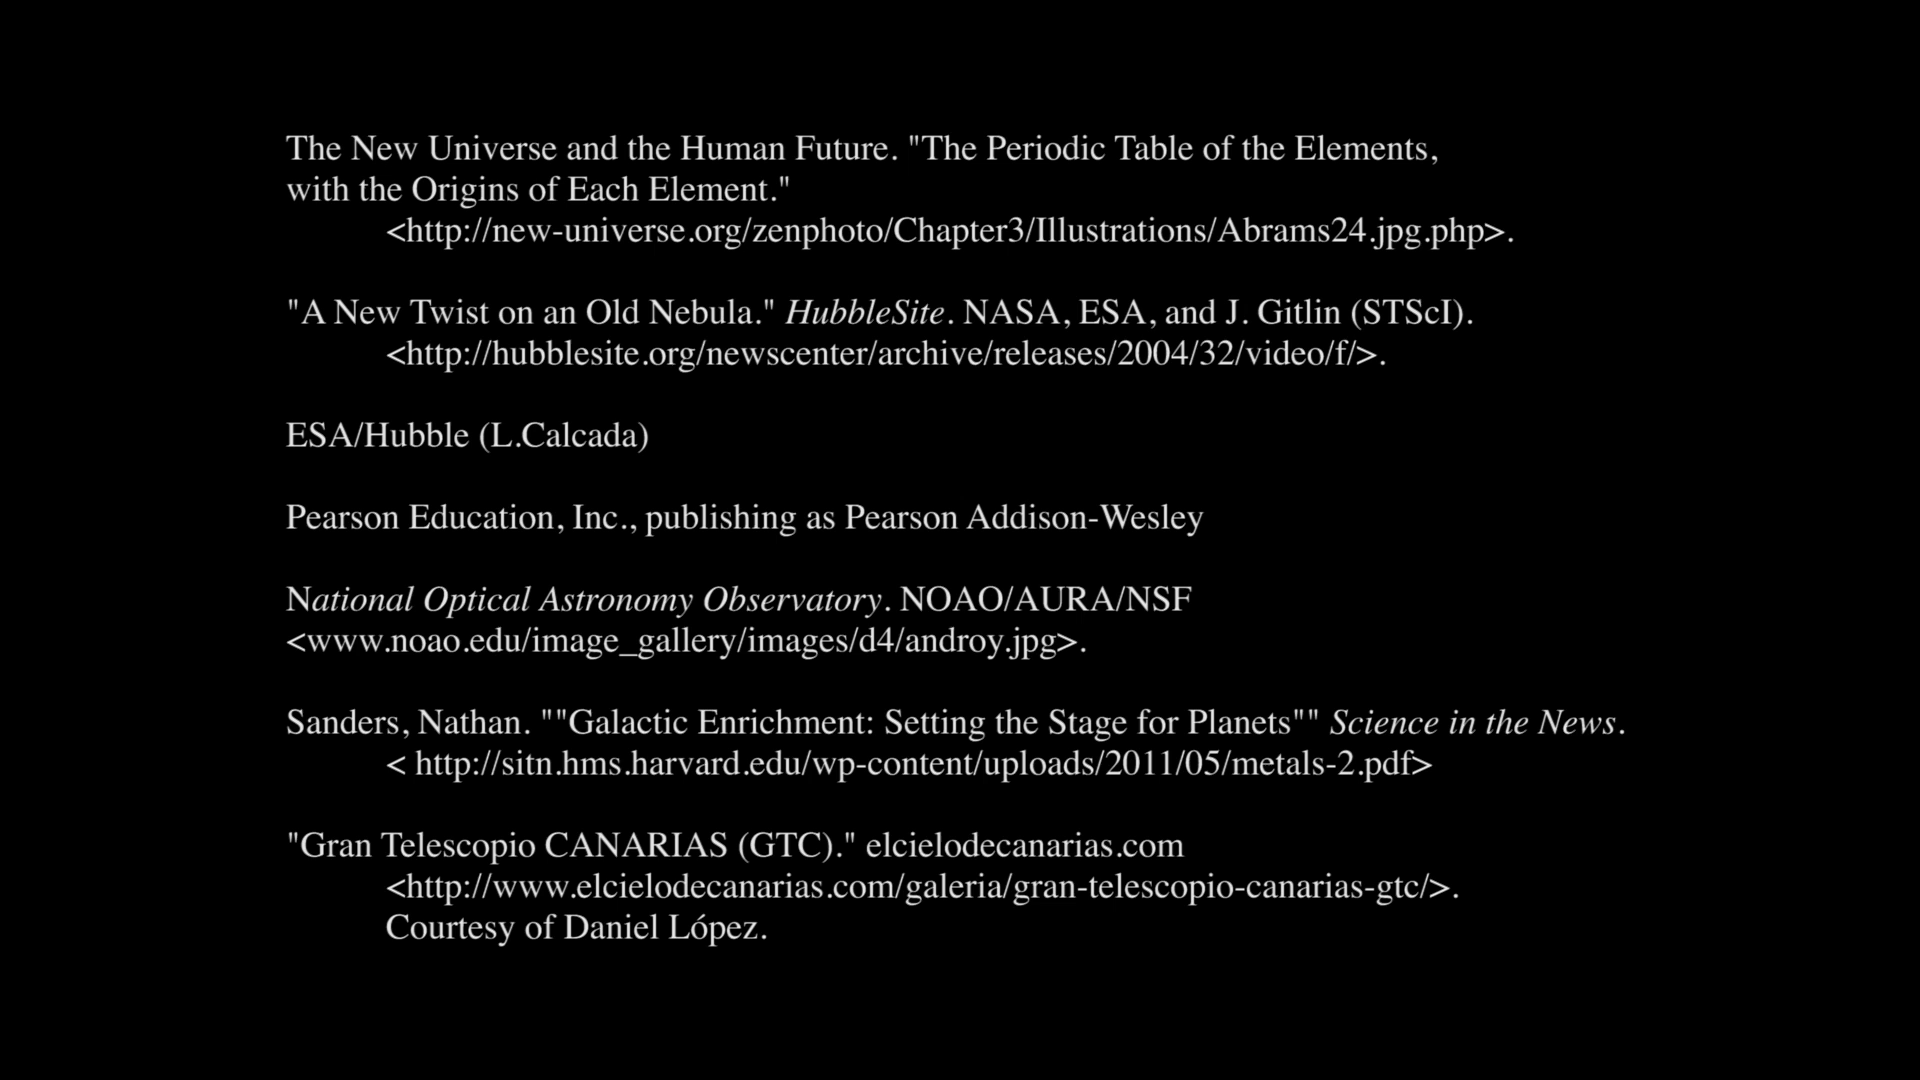 The New Universe and the Human Future. "The Periodic Table of the Elements,
with the Origins of Each Element."
<http://new-universe.org/zenphoto/Chapter3/Illustrations/Abrams24.jpg.php>.
"A New Twist on an Old Nebula." HubbleSite. NASA, ESA, and J. Gitlin (STScI).
<http://hubblesite.org/newscenter/archive/releases/2004/32/video/f/>.
ESA/Hubble (L.Calcada)
Pearson Education, Inc., publishing as Pearson Addison-Wesley
National Optical Astronomy Observatory. NOAO/AURA/NSF
<www.noao.edu/image_gallery/images/d4/androy.jpg>.
Sanders, Nathan. ""Galactic Enrichment: Setting the Stage for Planets"" Science in the News.
< http://sitn.hms.harvard.edu/wp-content/uploads/2011/05/metals-2.pdf>
"Gran Telescopio CANARIAS (GTC)." elcielodecanarias.com
<http://www.elcielodecanarias.com/galeria/gran-telescopio-canarias-gtc/>.
Courtesy of Daniel López.